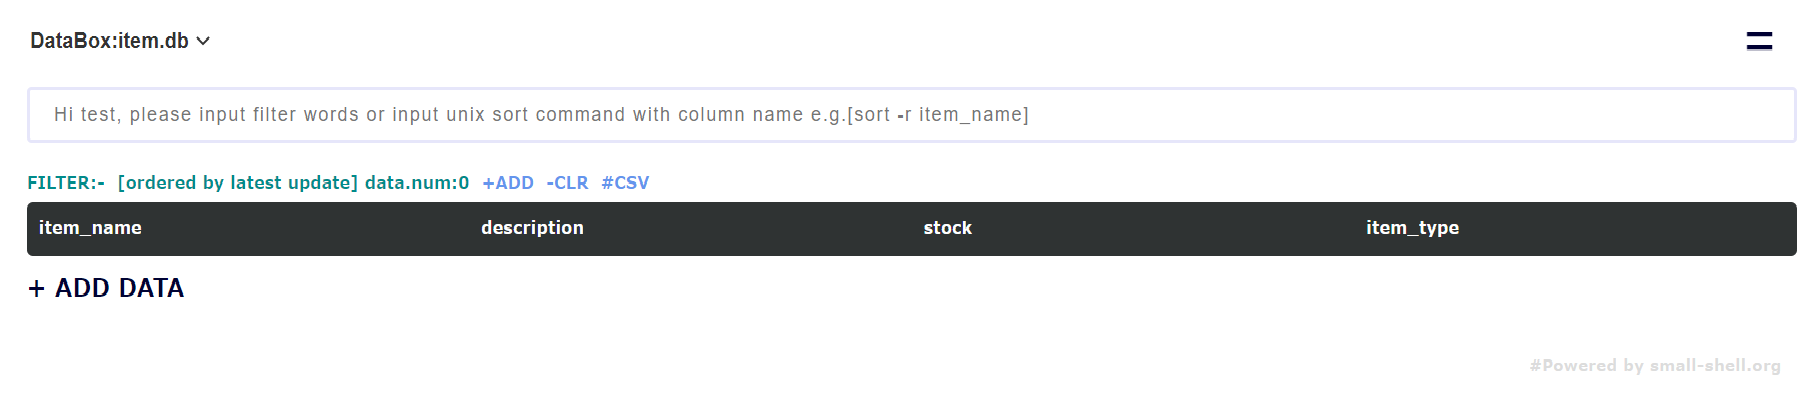 DataBox:item.db
Hi test, please input filter words or input unix sort command with column name e.g.[sort -r item_name]
FILTER:- [ordered by latest update] data.num:0 +ADD -CLR #CSV
item_name description stock item_type
+ ADD DATA
#Powered by small-shell.org